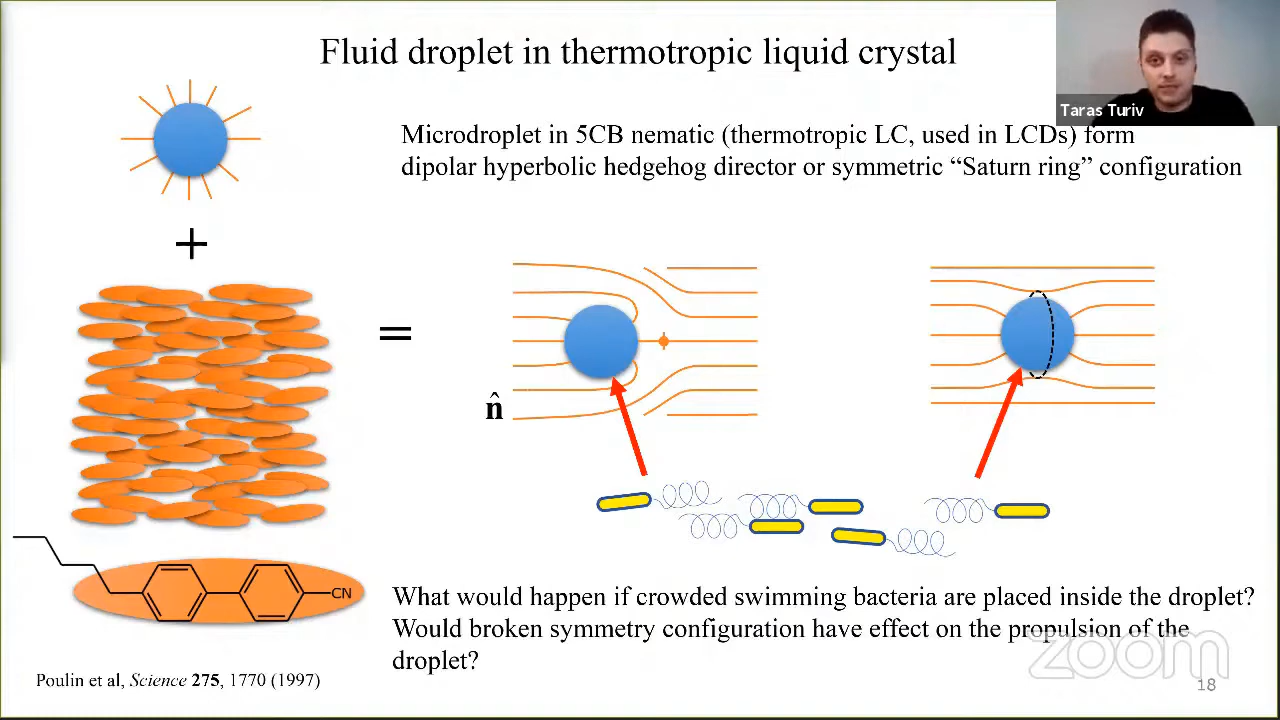 Fluid droplet in thermotropic liquid crystal
Taras Turiv
Microdroplet in 5CB nematic (thermotropic LC, used in LCDs) form
dipolar hyperbolic hedgehog director or symmetric “Saturn ring” configuration
+
=
n̂
CN
What would happen if crowded swimming bacteria are placed inside the droplet?
Would broken symmetry configuration have effect on the propulsion of the
droplet?
Poulin et al, Science 275, 1770 (1997)
zoom
18